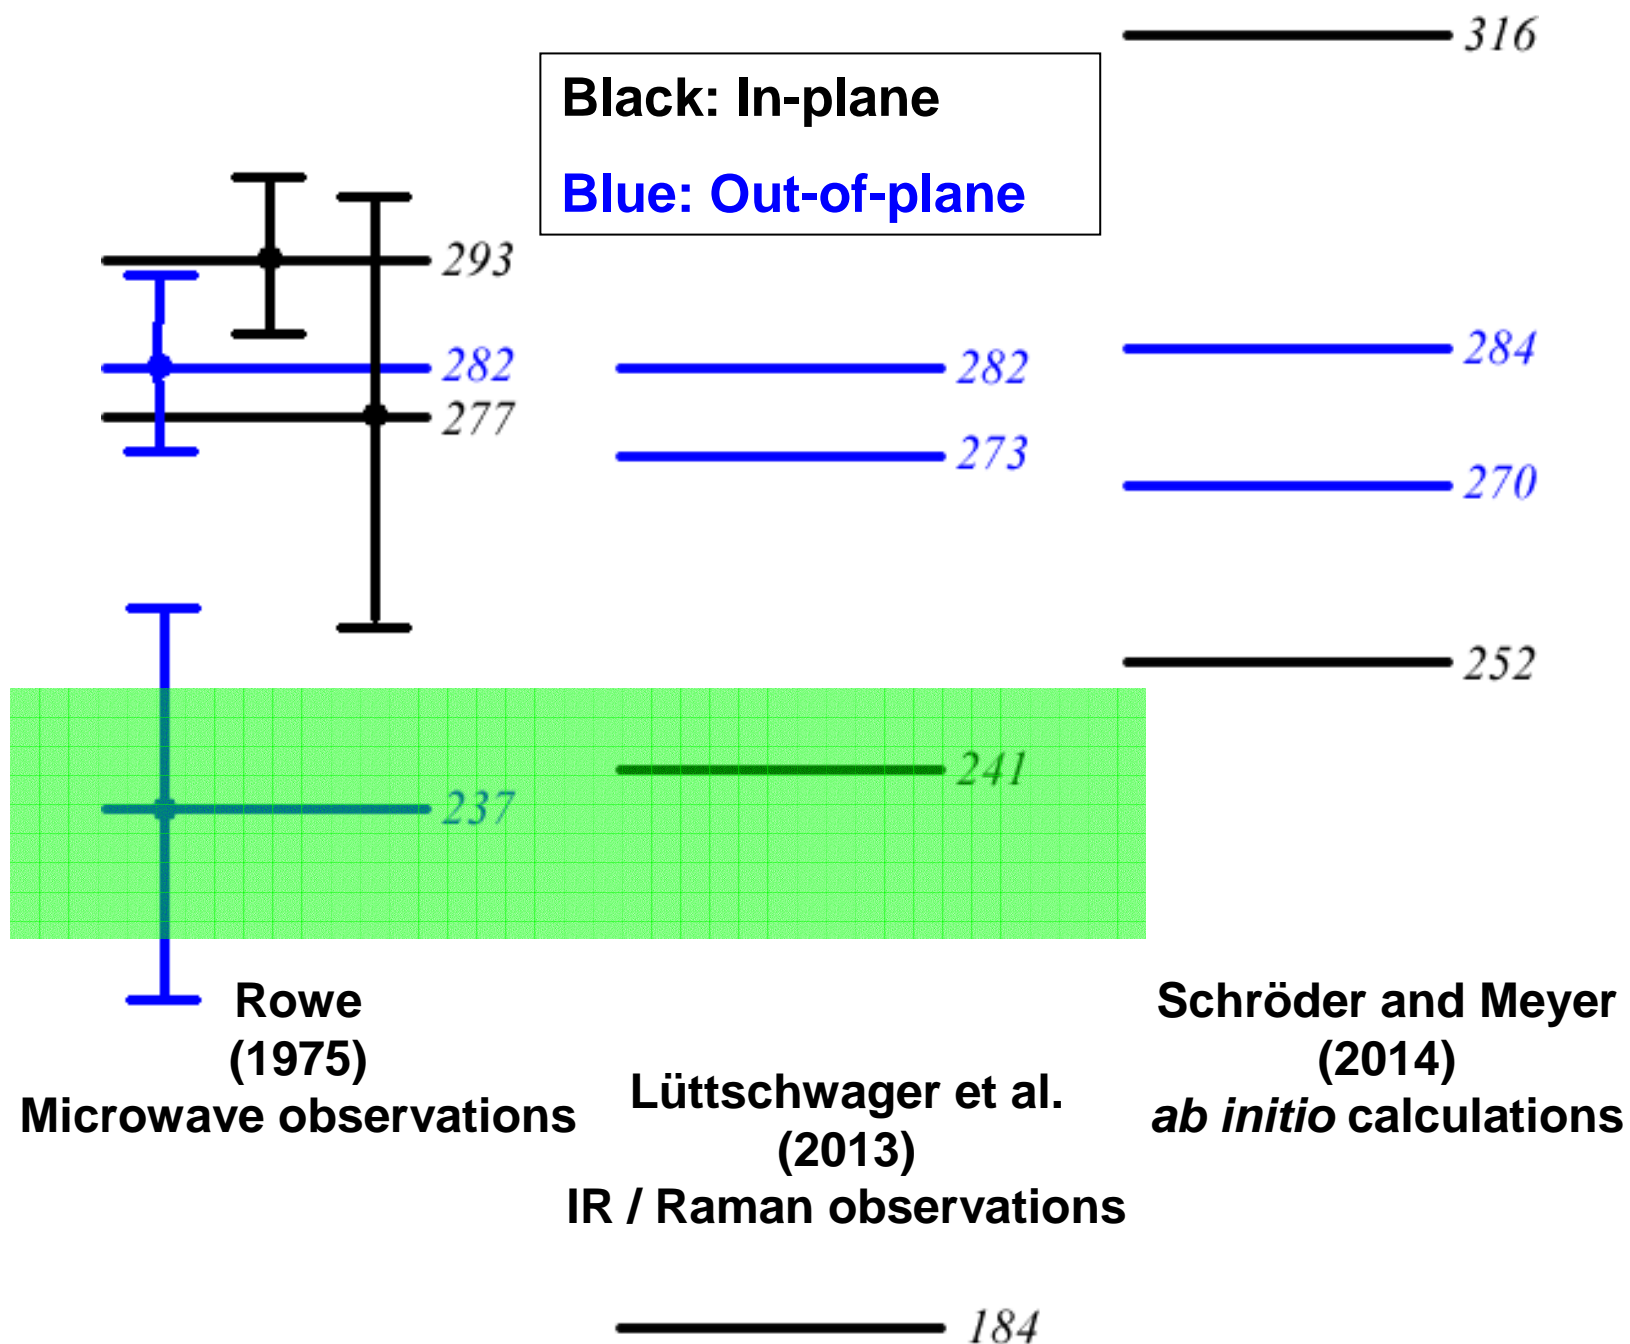 316
Black: In-plane
Blue: Out-of-plane
293
282
277
282
273
284
270
252
241
237
Rowe
(1975)
Microwave observations
Lüttschwager et al.
(2013)
IR / Raman observations
Schröder and Meyer
(2014)
ab initio calculations
184